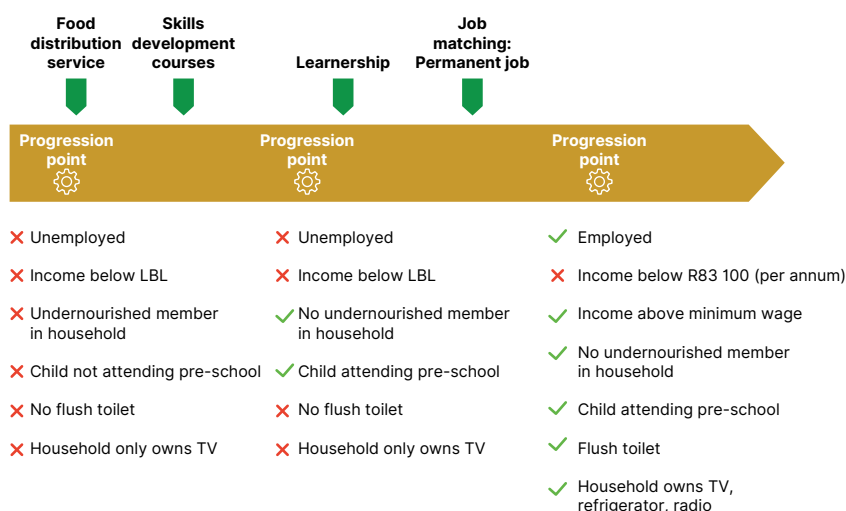 Food
distribution
service
Skills
development
courses
Learnership
Job
matching:
Permanent job
Progression
point
Progression
point
Progression
point
Unemployed
Income below LBL
Undernourished member
in household
Child not attending pre-school
No flush toilet
Household only owns TV
Unemployed
Income below LBL
No undernourished member
in household
Child attending pre-school
No flush toilet
Household only owns TV
Employed
Income below R83 100 (per annum)
Income above minimum wage
No undernourished member
in household
Child attending pre-school
Flush toilet
Household owns TV,
refrigerator, radio